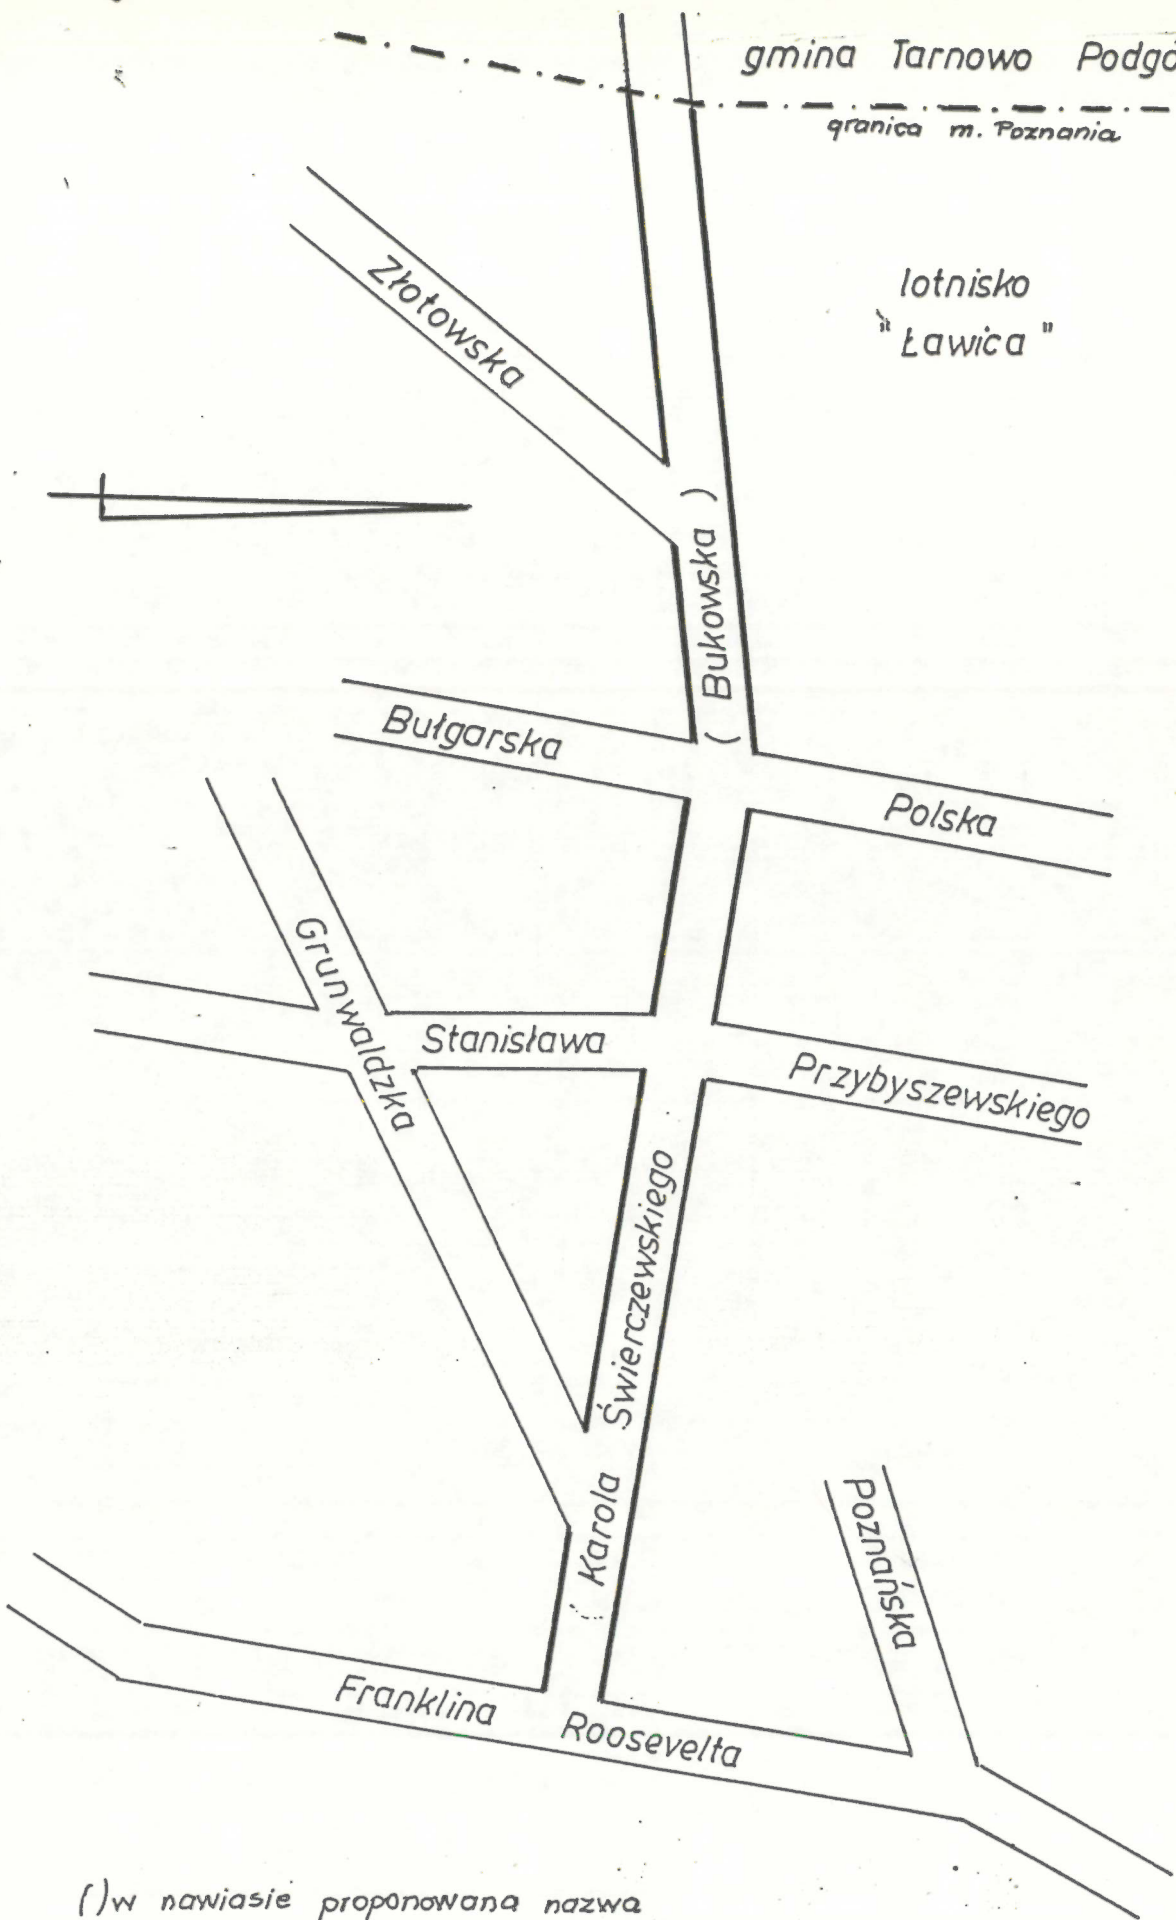 gmina Tarnowo Podgó
granica m. Poznania
lotnisko
"Ławica"
Złotowska
( Bukowska )
Bułgarska
Polska
Grunwaldzka
Stanisława
Przybyszewskiego
Karola Świerczewskiego
Poznańska
Franklina Roosevelta
() w nawiasie proponowana nazwa